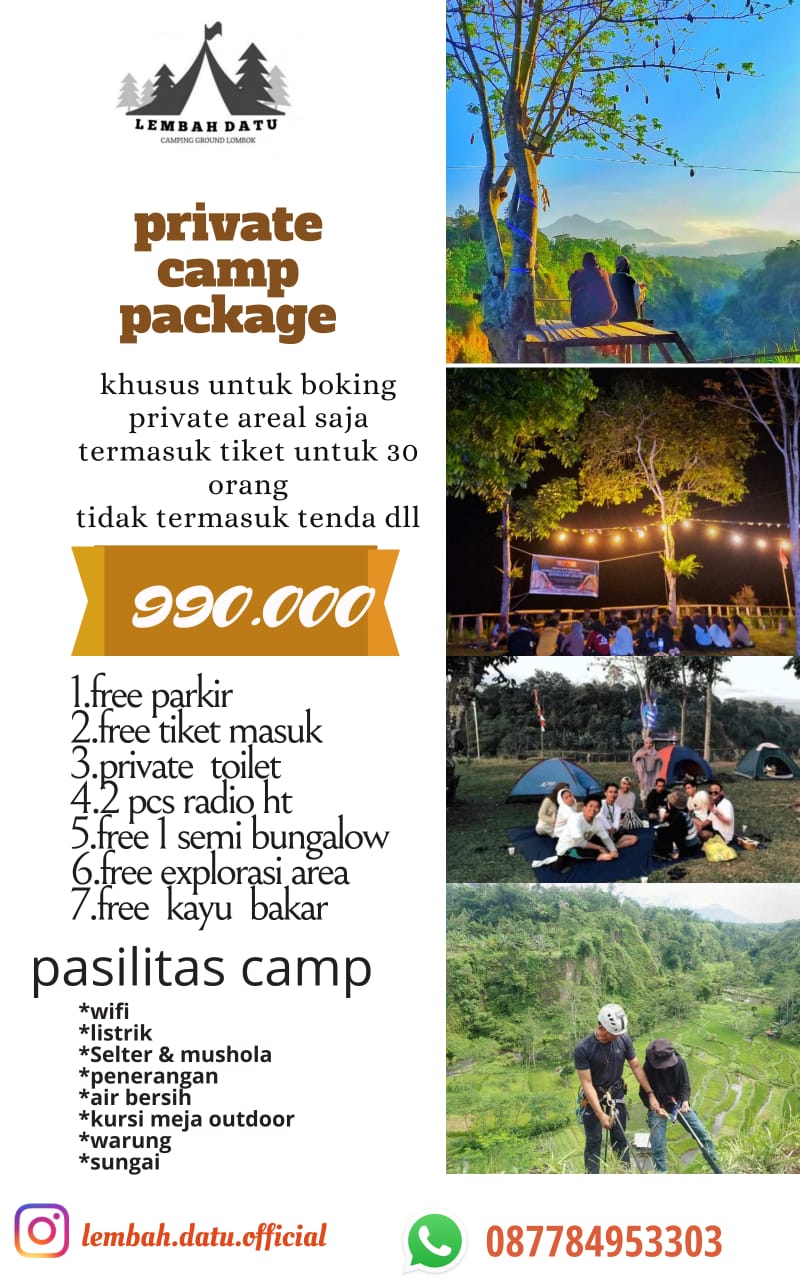 LEMBAH DATU
CAMPING GROUND LOMBOK
private
camp
package
khusus untuk boking
private areal saja
termasuk tiket untuk 30
orang
tidak termasuk tenda dll
990.000
1.free parkir
2.free tiket masuk
3.private toilet
4.2 pcs radio ht
5.free 1 semi bungalow
6.free explorasi area
7.free kayu bakar
pasilitas camp
*wifi
*listrik
*Selter & mushola
*penerangan
*air bersih
*kursi meja outdoor
*warung
*sungai
lembah.datu.official
087784953303